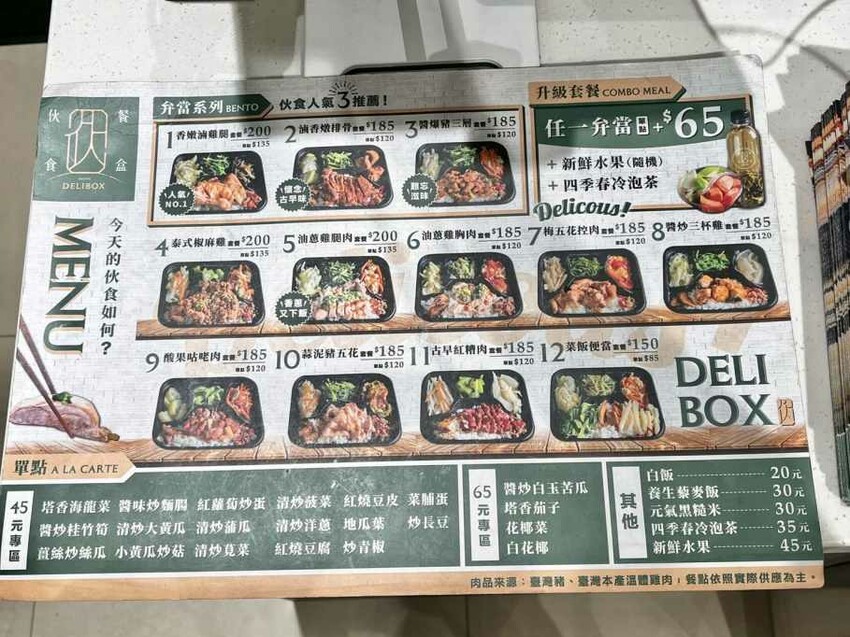 伙食
餐盒
DELIBOX
MENU
今天的伙食如何?
弁當系列 BENTO
伙食人氣3推薦!
1 香嫩滷雞腿 套餐$200
單點$135
人氣!
NO.1
2 滷香燉排骨 套餐$185
單點$120
懷念
古早味
3 醬爆豬三層 套餐$185
單點$120
難忘
滋味
升級套餐 COMBO MEAL
任一弁當單點+$65
+ 新鮮水果(隨機)
+ 四季春冷泡茶
Delicous!
4 泰式椒麻雞 套餐$200
單點$135
5 油蔥雞腿肉 套餐$200
單點$135
香蔥!
又下飯
6 油蔥雞胸肉 套餐$185
單點$120
7 梅五花控肉 套餐$185
單點$120
8 醬炒三杯雞 套餐$185
單點$120
9 酸果咕咾肉 套餐$185
單點$120
10 蒜泥豬五花 套餐$185
單點$120
11 古早紅糟肉 套餐$185
單點$120
12 菜飯便當 套餐$150
單點$85
DELI
BOX
單點 A LA CARTE
45元專區
塔香海龍菜 醬味炒麵腸 紅蘿蔔炒蛋 清炒菠菜 紅燒豆皮 菜脯蛋
醬炒桂竹筍 清炒大黃瓜 清炒蒲瓜 清炒洋蔥 地瓜葉 炒長豆
薑絲炒絲瓜 小黃瓜炒菇 清炒莧菜 紅燒豆腐 炒青椒
65元專區
醬炒白玉苦瓜
塔香茄子
花椰菜
白花椰
其他
白飯 20元
養生藜麥飯 30元
元氣黑糙米 30元
四季春冷泡茶 35元
新鮮水果 45元
肉品來源:臺灣豬、臺灣本產溫體雞肉,餐點依照實際供應為主。